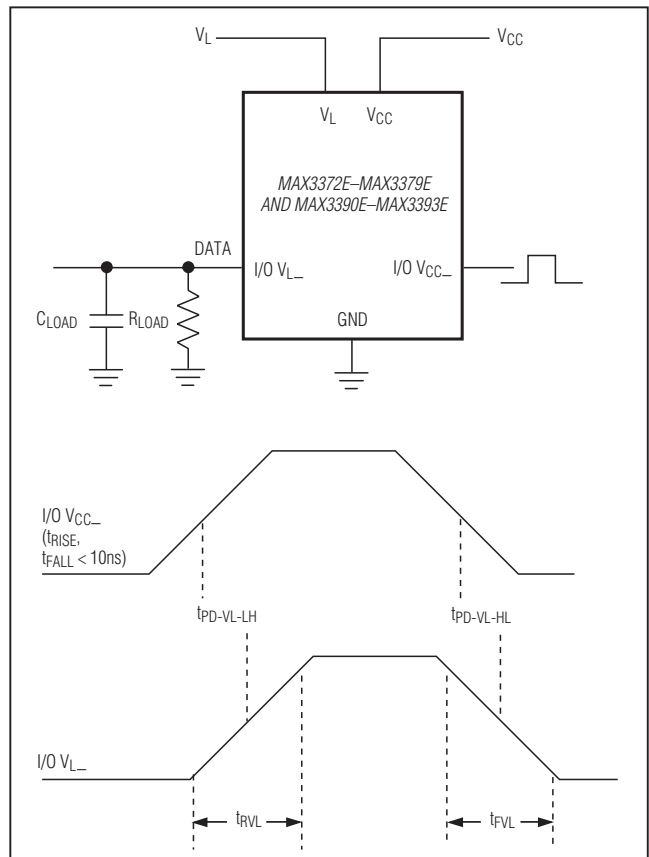 VL
VCC
VL VCC
MAX3372E–MAX3379E
AND MAX3390E–MAX3393E
DATA
I/O VL_
I/O VCC_
CLOAD
RLOAD
GND
I/O VCC_
(tRISE,
tFALL < 10ns)
tPD-VL-LH
tPD-VL-HL
I/O VL_
tRVL
tFVL